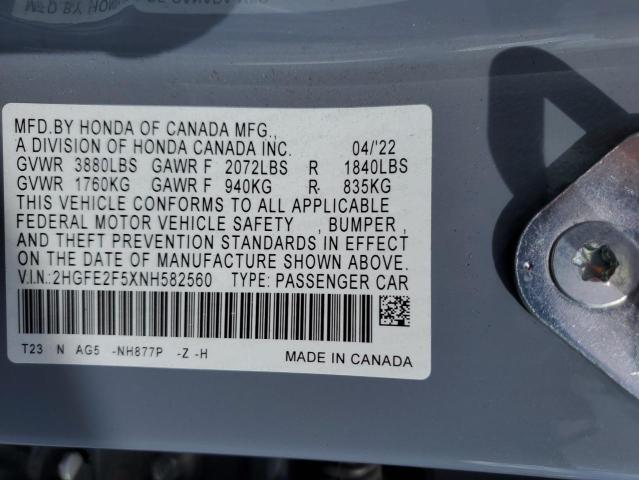 MFD.BY HONDA OF CANADA MFG.,
A DIVISION OF HONDA CANADA INC. 04/'22
GVWR 3880LBS GAWR F 2072LBS R 1840LBS
GVWR 1760KG GAWR F 940KG R 835KG
THIS VEHICLE CONFORMS TO ALL APPLICABLE
FEDERAL MOTOR VEHICLE SAFETY , BUMPER ,
AND THEFT PREVENTION STANDARDS IN EFFECT
ON THE DATE OF MANUFACTURE SHOWN ABOVE.
V.I.N.:2HGFE2F5XNH582560 TYPE: PASSENGER CAR
T23 N AG5 -NH877P -Z -H MADE IN CANADA